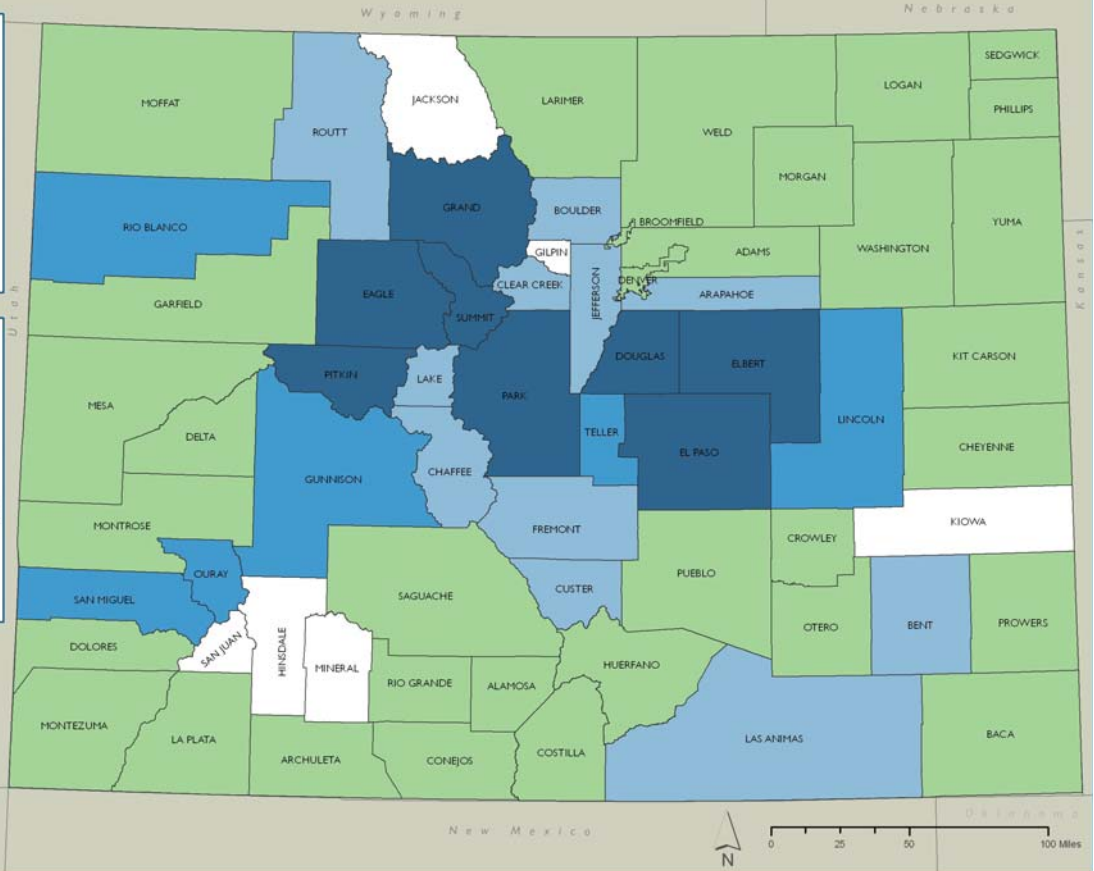 Wyoming
Nebraska
SEDGWICK
LOGAN
MOFFAT
JACKSON
LARIMER
PHILLIPS
ROUTT
WELD
MORGAN
GRAND
BOULDER
YUMA
RIO BLANCO
BROOMFIELD
WASHINGTON
GILPIN
ADAMS
Kansas
CLEAR CREEK
DENVER
JEFFERSON
ARAPAHOE
EAGLE
GARFIELD
Utah
SUMMIT
DOUGLAS
ELBERT
KIT CARSON
PITKIN
LAKE
PARK
MESA
LINCOLN
TELLER
DELTA
CHEYENNE
EL PASO
CHAFFEE
GUNNISON
KIOWA
MONTROSE
FREMONT
CROWLEY
OURAY
PUEBLO
CUSTER
SAN MIGUEL
SAGUACHE
PROWERS
BENT
OTERO
DOLORES
SAN JUAN
HINSDALE
MINERAL
HUERFANO
RIO GRANDE
ALAMOSA
MONTEZUMA
LA PLATA
BACA
LAS ANIMAS
COSTILLA
ARCHULETA
CONEJOS
Oklahoma
New Mexico
N
0 25 50 100 Miles